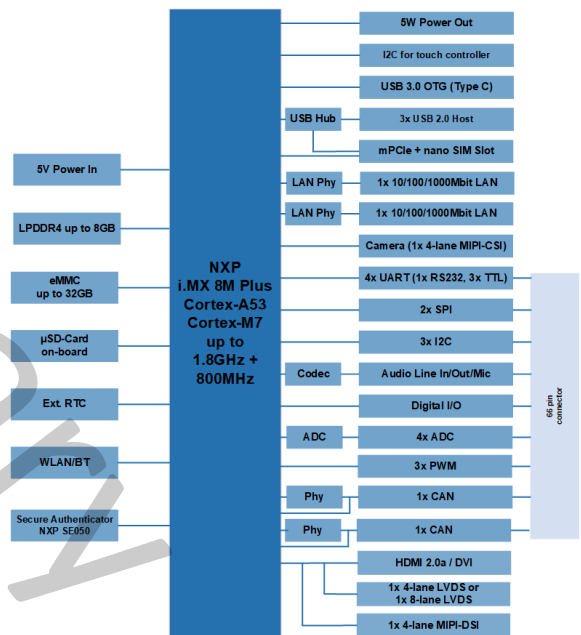 5V Power In
LPDDR4 up to 8GB
eMMC
up to 32GB
µSD-Card
on-board
Ext. RTC
WLAN/BT
Secure Authenticator
NXP SE050
NXP
i.MX 8M Plus
Cortex-A53
Cortex-M7
up to
1.8GHz +
800MHz
5W Power Out
I2C for touch controller
USB 3.0 OTG (Type C)
USB Hub
3x USB 2.0 Host
mPCIe + nano SIM Slot
LAN Phy
1x 10/100/1000Mbit LAN
LAN Phy
1x 10/100/1000Mbit LAN
Camera (1x 4-lane MIPI-CSI)
4x UART (1x RS232, 3x TTL)
2x SPI
3x I2C
Codec
Audio Line In/Out/Mic
Digital I/O
ADC
4x ADC
3x PWM
Phy
1x CAN
Phy
1x CAN
HDMI 2.0a / DVI
1x 4-lane LVDS or
1x 8-lane LVDS
1x 4-lane MIPI-DSI
66 pin
connector